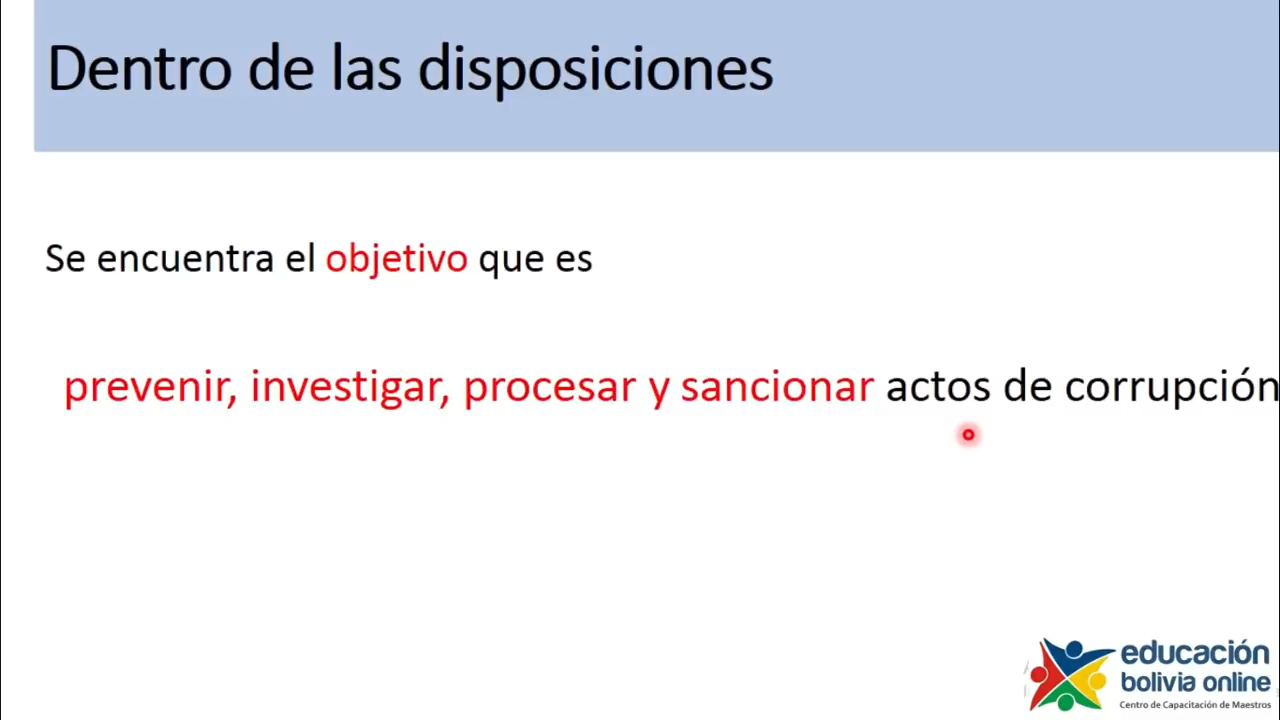 Dentro de las disposiciones
Se encuentra el objetivo que es
prevenir, investigar, procesar y sancionar actos de corrupción
educación
bolivia online
Centro de Capacitación de Maestros